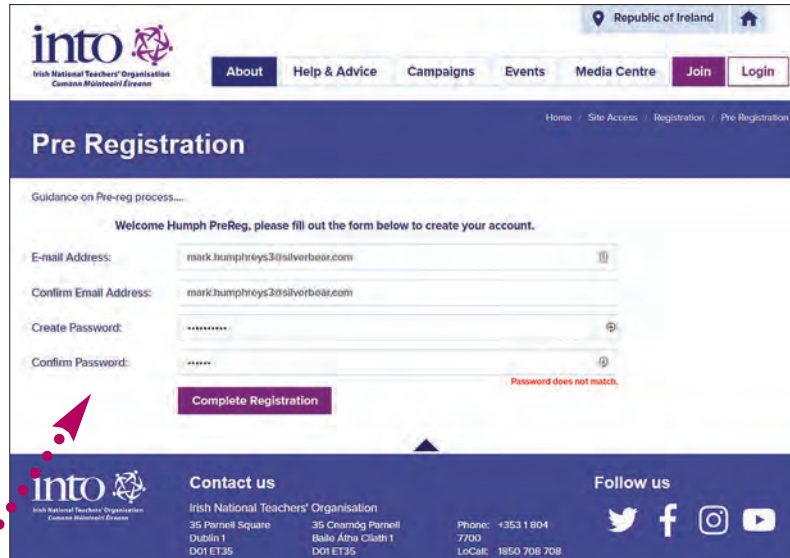 Republic of Ireland
into
Irish National Teachers' Organisation
Cumann Múinteoirí Éireann
About Help & Advice Campaigns Events Media Centre Join Login
Home / Site Access / Registration / Pre Registration
Pre Registration
Guidance on Pre-reg process....
Welcome Humph PreReg, please fill out the form below to create your account.
E-mail Address: mark.humphreys3@silverbear.com
Confirm Email Address: mark.humphreys3@silverbear.com
Create Password: ••••••••••
Confirm Password: ••••••
Password does not match.
Complete Registration
into
Irish National Teachers' Organisation
Cumann Múinteoirí Éireann
Contact us
Irish National Teachers' Organisation
35 Parnell Square
Dublin 1
D01 ET35
35 Cearnóg Parnell
Baile Átha Cliath 1
D01 ET35
Phone: +353 1 804
7700
LoCall: 1850 708 708
Follow us